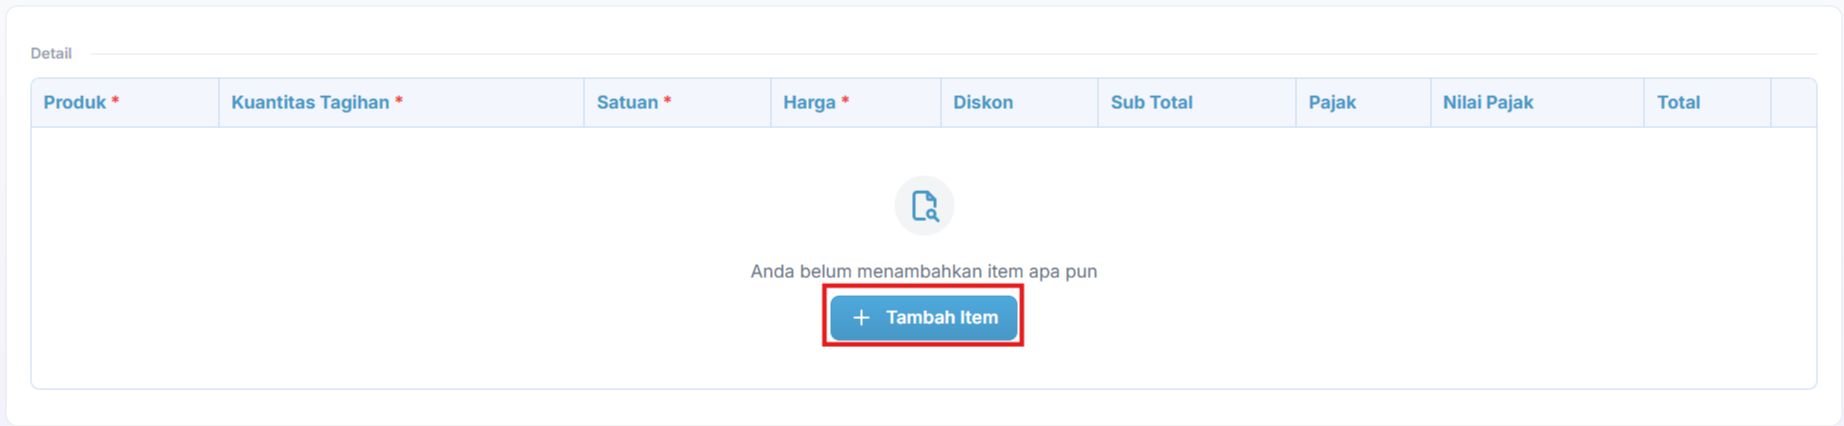 Detail
Produk * Kuantitas Tagihan * Satuan * Harga * Diskon Sub Total Pajak Nilai Pajak Total
Anda belum menambahkan item apa pun
+ Tambah Item